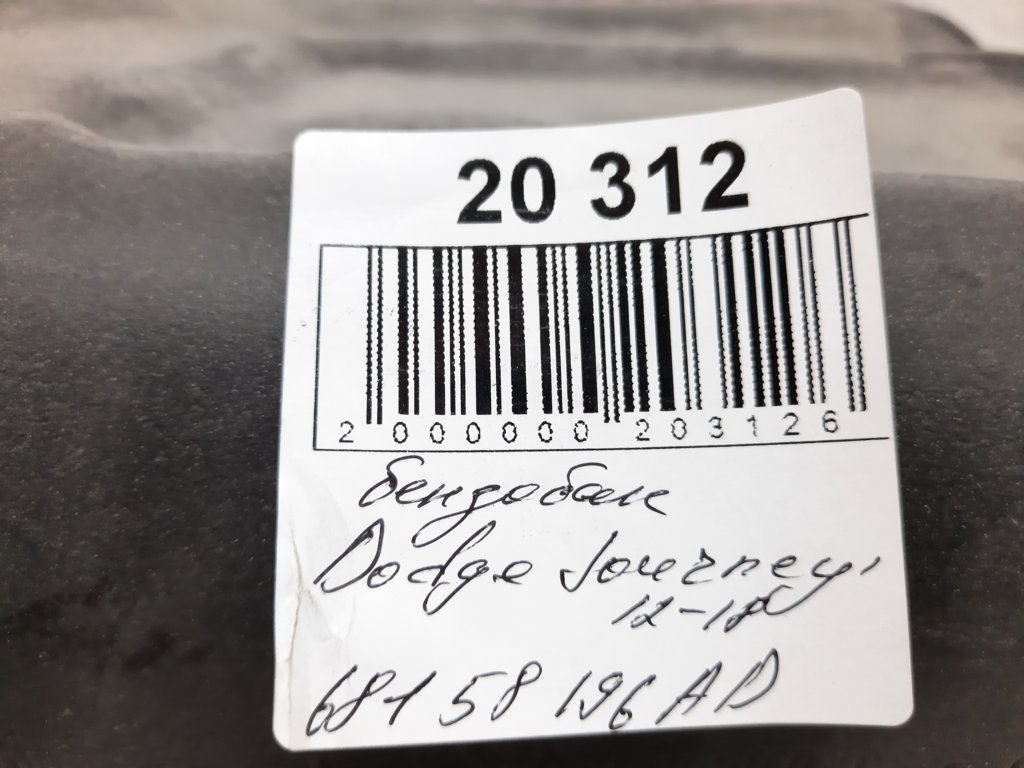 20 312
2 000000 203126
бензобак
Dodge Journey,
12-18
68158196AD